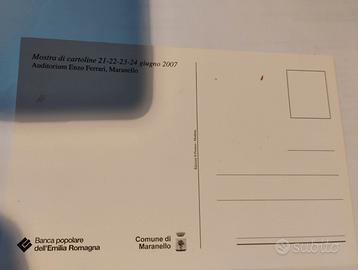 Mostra di cartoline 21-22-23-24 giugno 2007
Auditorium Enzo Ferrari, Maranello
Banca popolare
dell'Emilia Romagna
Comune di
Maranello
subito